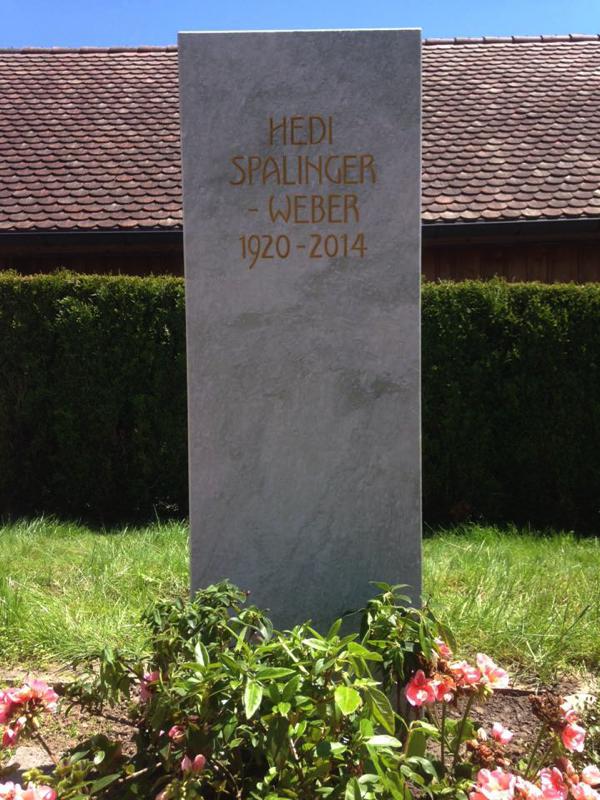 HEDI
SPALINGER
- WEBER
1920 - 2014